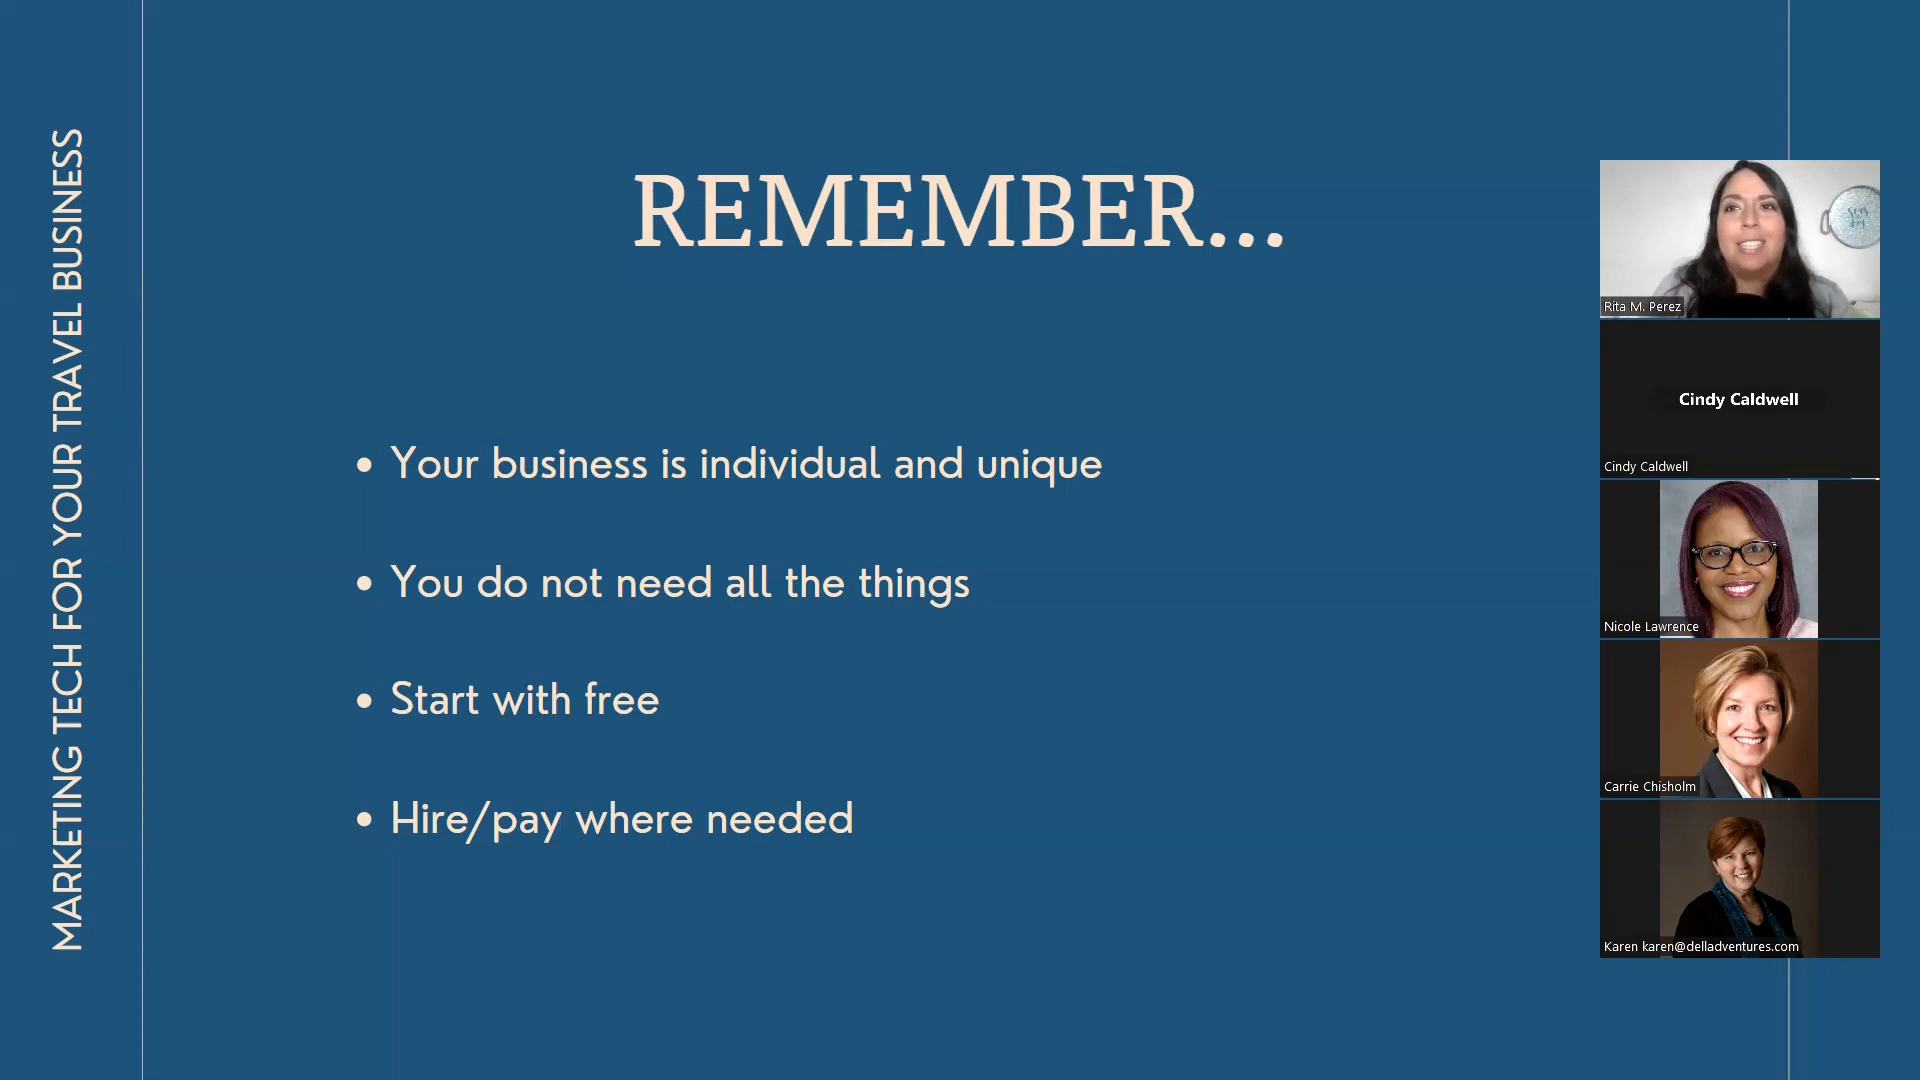 MARKETING TECH FOR YOUR TRAVEL BUSINESS
REMEMBER...
• Your business is individual and unique
• You do not need all the things
• Start with free
• Hire/pay where needed
Rita M. Perez
Cindy Caldwell
Cindy Caldwell
Nicole Lawrence
Carrie Chisholm
Karen karen@delladventures.com